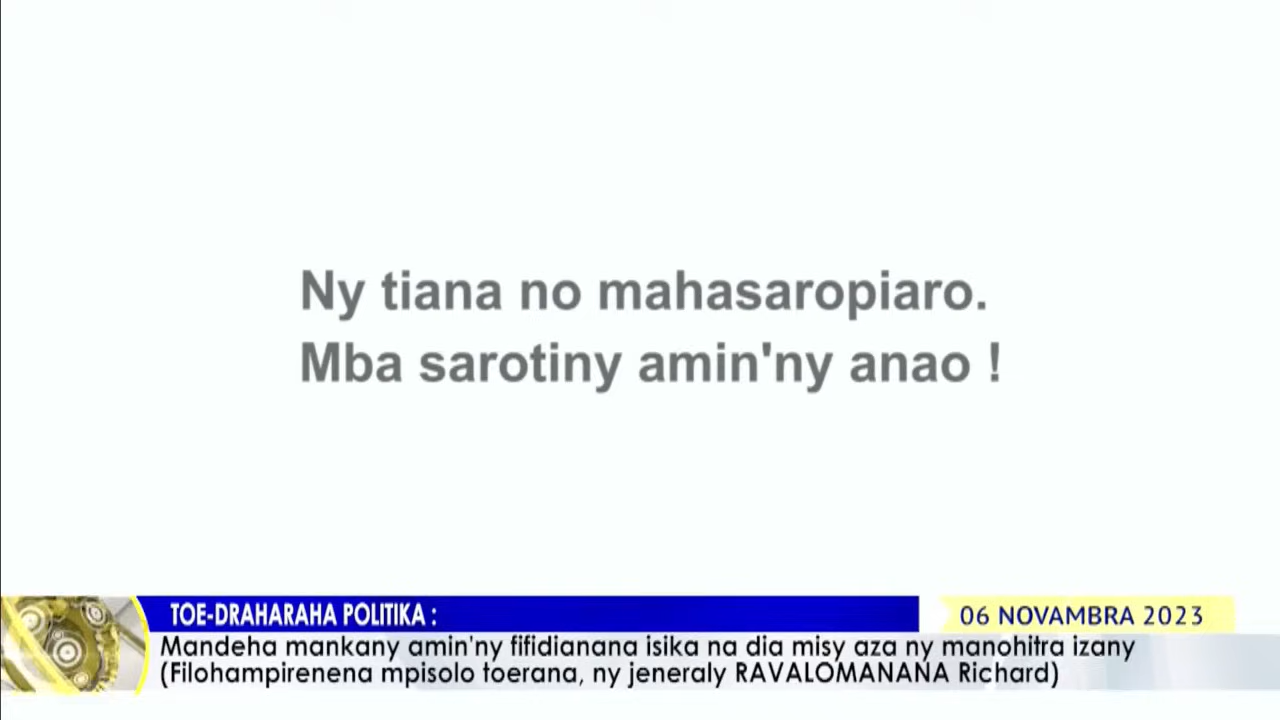 Ny tiana no mahasaropiaro.
Mba sarotiny amin'ny anao !
TOE-DRAHARAHA POLITIKA :
06 NOVAMBRA 2023
Mandeha mankany amin'ny fifidianana isika na dia misy aza ny manohitra izany
(Filohampirenena mpisolo toerana, ny jeneraly RAVALOMANANA Richard)